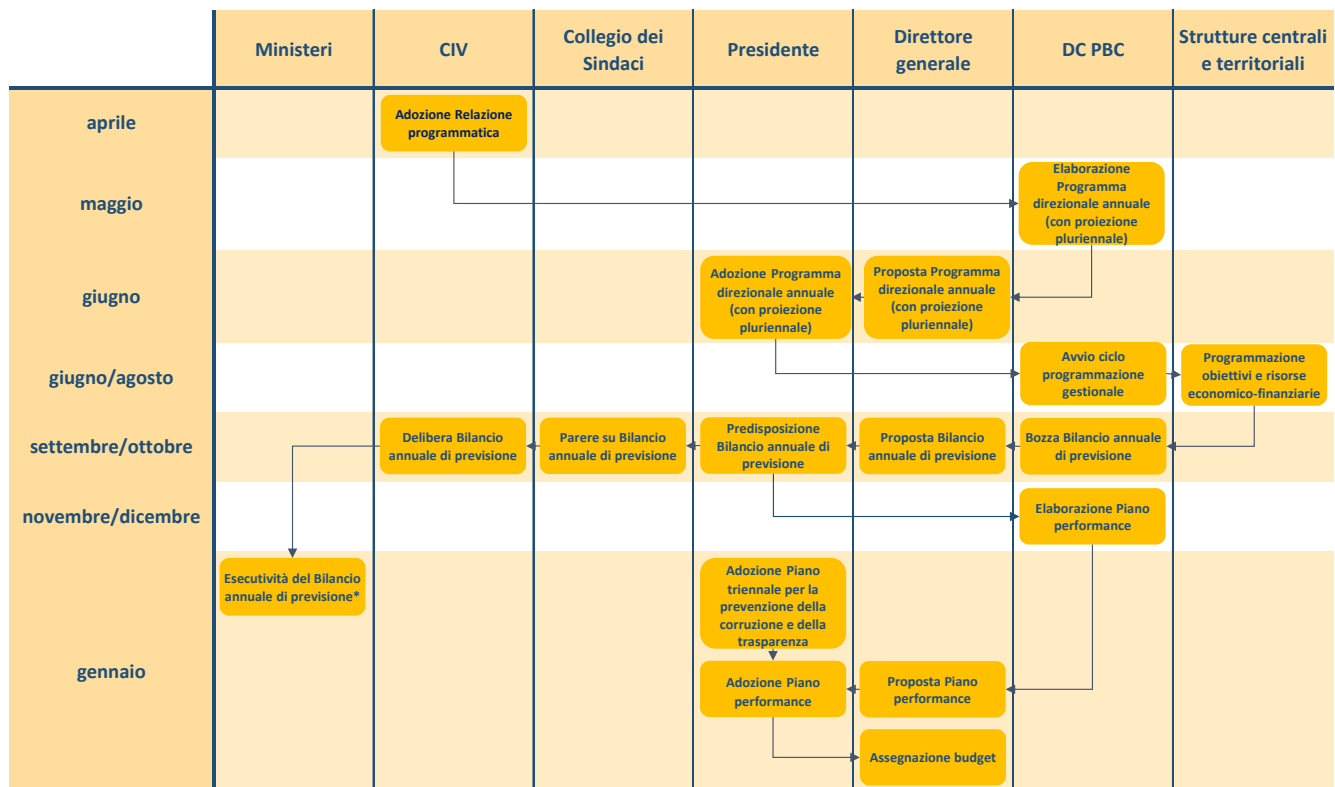 Ministeri
CIV
Collegio dei
Sindaci
Presidente
Direttore
generale
DC PBC
Strutture centrali
e territoriali
aprile
Adozione Relazione
programmatica
maggio
Elaborazione
Programma
direzionale annuale
(con proiezione
pluriennale)
giugno
Adozione Programma
direzionale annuale
(con proiezione
pluriennale)
Proposta Programma
direzionale annuale
(con proiezione
pluriennale)
giugno/agosto
Avvio ciclo
programmazione
gestionale
Programmazione
obiettivi e risorse
economico-finanziarie
settembre/ottobre
Delibera Bilancio
annuale di previsione
Parere su Bilancio
annuale di previsione
Predisposizione
Bilancio annuale di
previsione
Proposta Bilancio
annuale di previsione
Bozza Bilancio annuale
di previsione
novembre/dicembre
Elaborazione Piano
performance
gennaio
Esecutività del Bilancio
annuale di previsione*
Adozione Piano
triennale per la
prevenzione della
corruzione e della
trasparenza
Adozione Piano
performance
Proposta Piano
performance
Assegnazione budget